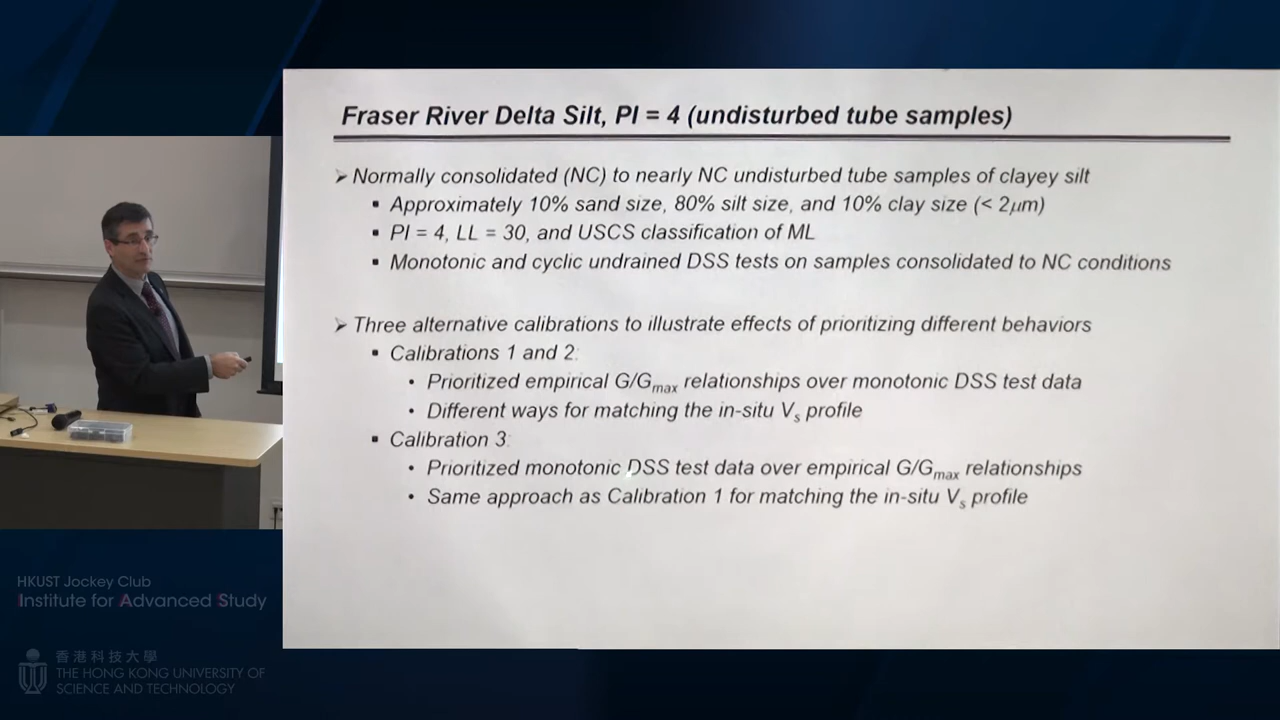 Fraser River Delta Silt, PI = 4 (undisturbed tube samples)
➢ Normally consolidated (NC) to nearly NC undisturbed tube samples of clayey silt
▪ Approximately 10% sand size, 80% silt size, and 10% clay size (< 2μm)
▪ PI = 4, LL = 30, and USCS classification of ML
▪ Monotonic and cyclic undrained DSS tests on samples consolidated to NC conditions
➢ Three alternative calibrations to illustrate effects of prioritizing different behaviors
▪ Calibrations 1 and 2:
• Prioritized empirical G/Gmax relationships over monotonic DSS test data
• Different ways for matching the in-situ Vs profile
▪ Calibration 3:
• Prioritized monotonic DSS test data over empirical G/Gmax relationships
• Same approach as Calibration 1 for matching the in-situ Vs profile
HKUST Jockey Club
Institute for Advanced Study
香港科技大學
THE HONG KONG UNIVERSITY OF
SCIENCE AND TECHNOLOGY